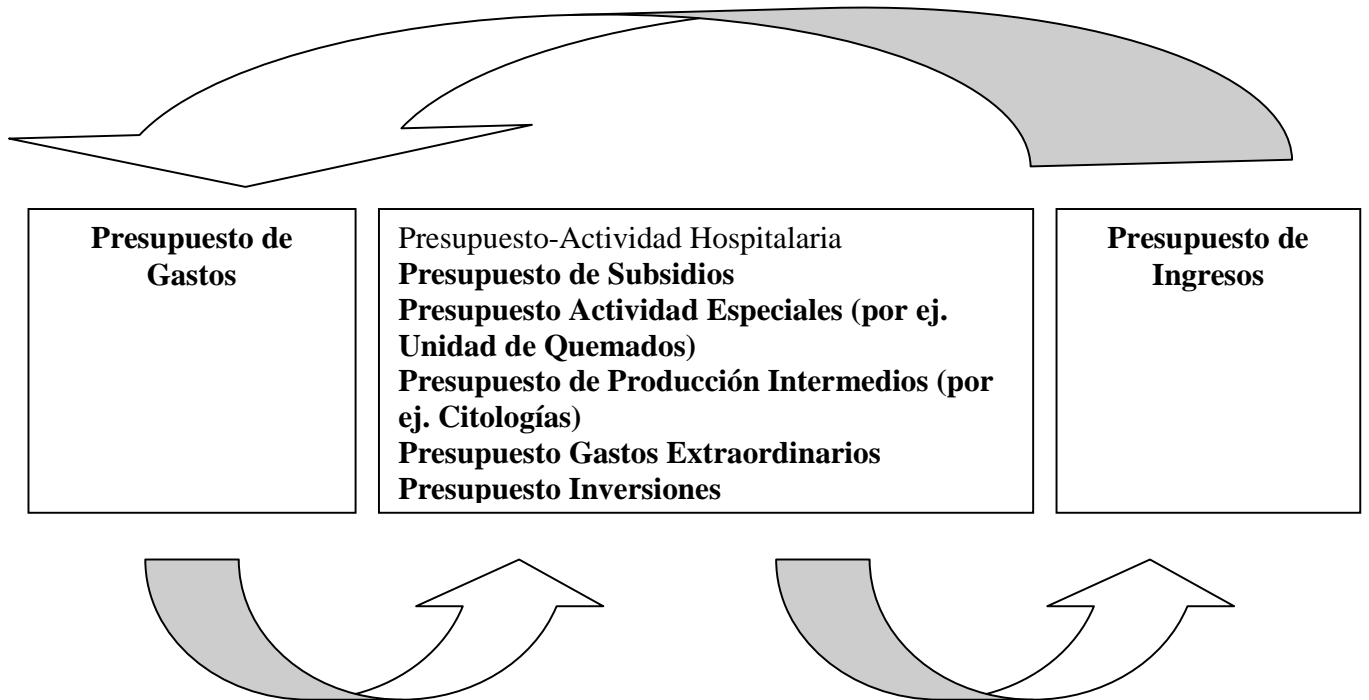 Presupuesto de
Gastos
Presupuesto-Actividad Hospitalaria
Presupuesto de Subsidios
Presupuesto Actividad Especiales (por ej.
Unidad de Quemados)
Presupuesto de Producción Intermedios (por
ej. Citologías)
Presupuesto Gastos Extraordinarios
Presupuesto Inversiones
Presupuesto de
Ingresos